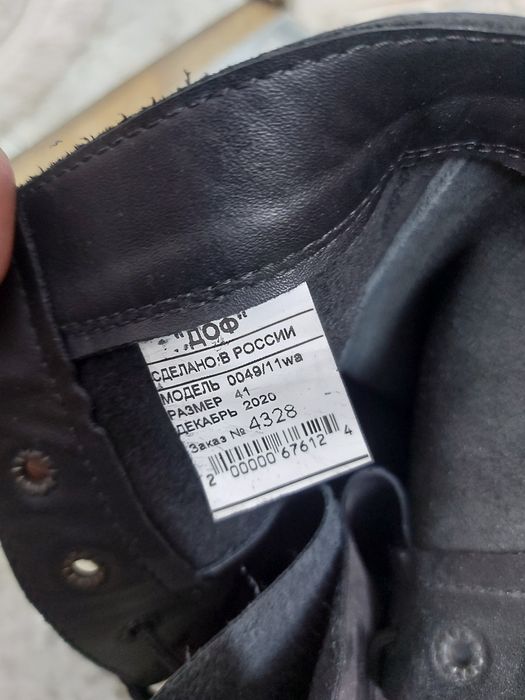 "ДОФ"
СДЕЛАНО В РОССИИ
МОДЕЛЬ 0049/11wa
РАЗМЕР 41
ДЕКАБРЬ 2020
Заказ № 4328
2 00000 67612 4